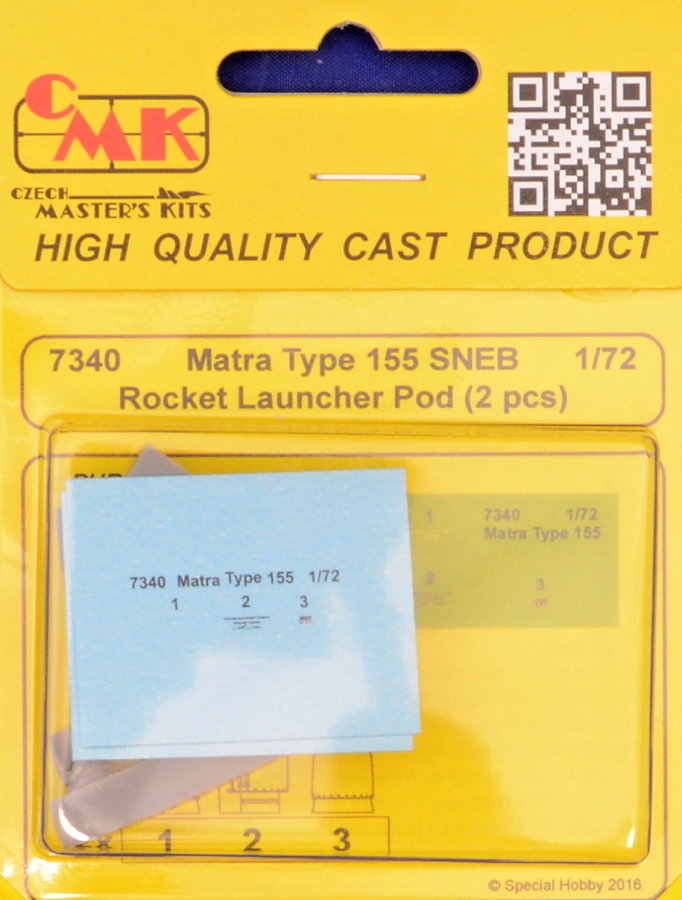 CMK
CZECH
MASTER'S KITS
HIGH QUALITY CAST PRODUCT
7340 Matra Type 155 SNEB 1/72
Rocket Launcher Pod (2 pcs)
7340 Matra Type 155 1/72
1 2 3
1 7340 1/72
Matra Type 155
2 3
1 2 3
© Special Hobby 2016